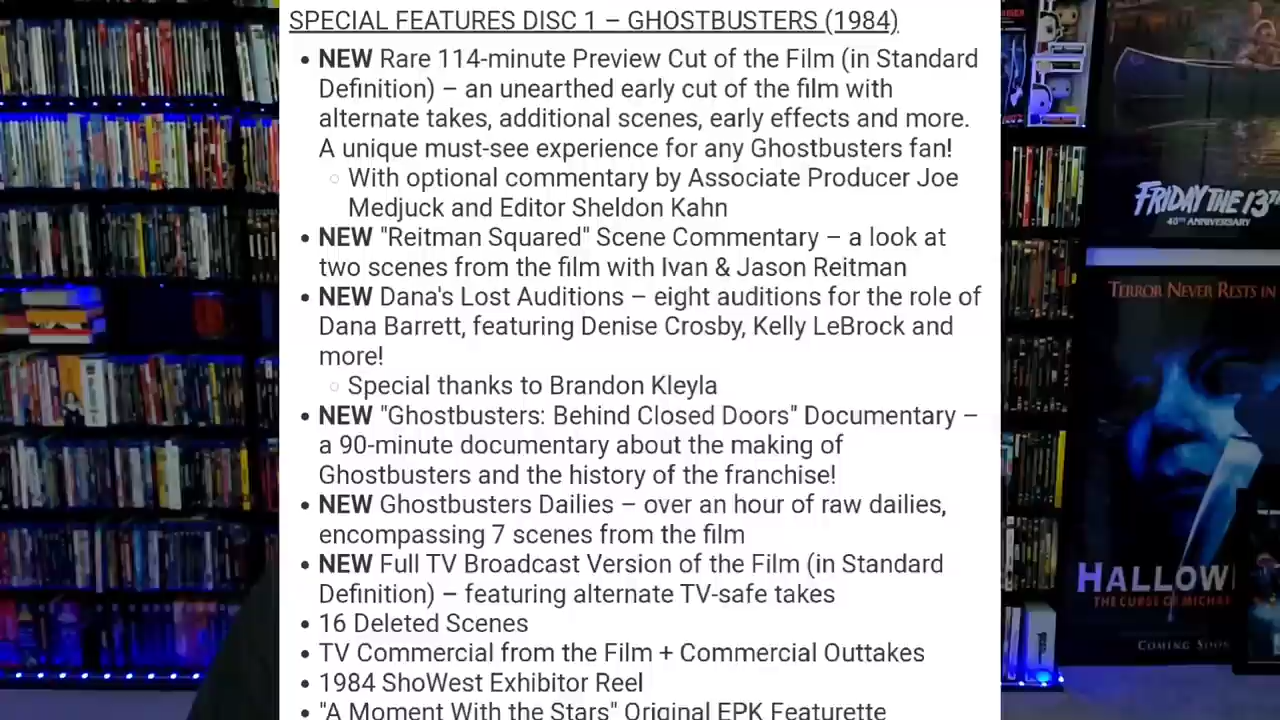 SPECIAL FEATURES DISC 1 – GHOSTBUSTERS (1984)
• NEW Rare 114-minute Preview Cut of the Film (in Standard
Definition) – an unearthed early cut of the film with
alternate takes, additional scenes, early effects and more.
A unique must-see experience for any Ghostbusters fan!
○ With optional commentary by Associate Producer Joe
Medjuck and Editor Sheldon Kahn
• NEW "Reitman Squared" Scene Commentary – a look at
two scenes from the film with Ivan & Jason Reitman
• NEW Dana's Lost Auditions – eight auditions for the role of
Dana Barrett, featuring Denise Crosby, Kelly LeBrock and
more!
○ Special thanks to Brandon Kleyla
• NEW "Ghostbusters: Behind Closed Doors" Documentary –
a 90-minute documentary about the making of
Ghostbusters and the history of the franchise!
• NEW Ghostbusters Dailies – over an hour of raw dailies,
encompassing 7 scenes from the film
• NEW Full TV Broadcast Version of the Film (in Standard
Definition) – featuring alternate TV-safe takes
• 16 Deleted Scenes
• TV Commercial from the Film + Commercial Outtakes
• 1984 ShoWest Exhibitor Reel
• "A Moment With the Stars" Original EPK Featurette
FRIDAY THE 13TH
40TH ANNIVERSARY
TERROR NEVER RESTS IN
HALLOW
THE CURSE OF MICHAE
COMING SOON